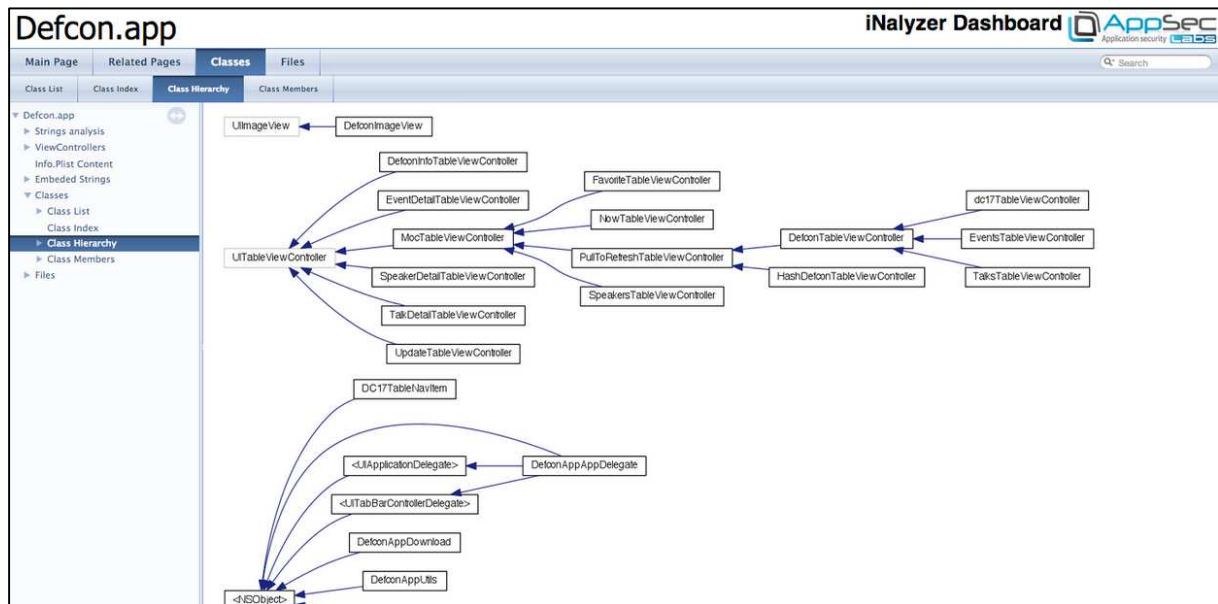 Defcon.app
iNalyzer Dashboard
AppSec
Application security LABS
Main Page Related Pages Classes Files
Search
Class List Class Index Class Hierarchy Class Members
Defcon.app
Strings analysis
ViewControllers
Info.Plist Content
Embeded Strings
Classes
Class List
Class Index
Class Hierarchy
Class Members
Files
UIImageView DefconImageView
DefconInfoTableViewController
FavoriteTableViewController
EventDetailTableViewController
dc17TableViewController
NowTableViewController
MocTableViewController DefconTableViewController EventsTableViewController
UITableViewController PullToRefreshTableViewController
SpeakerDetailTableViewController HashDefconTableViewController TalksTableViewController
SpeakersTableViewController
TalkDetailTableViewController
UpdateTableViewController
DC17TableNavItem
<UIApplicationDelegate> DefconAppAppDelegate
<UITabBarControllerDelegate>
DefconAppDownload
DefconAppUtils
<NSObject>